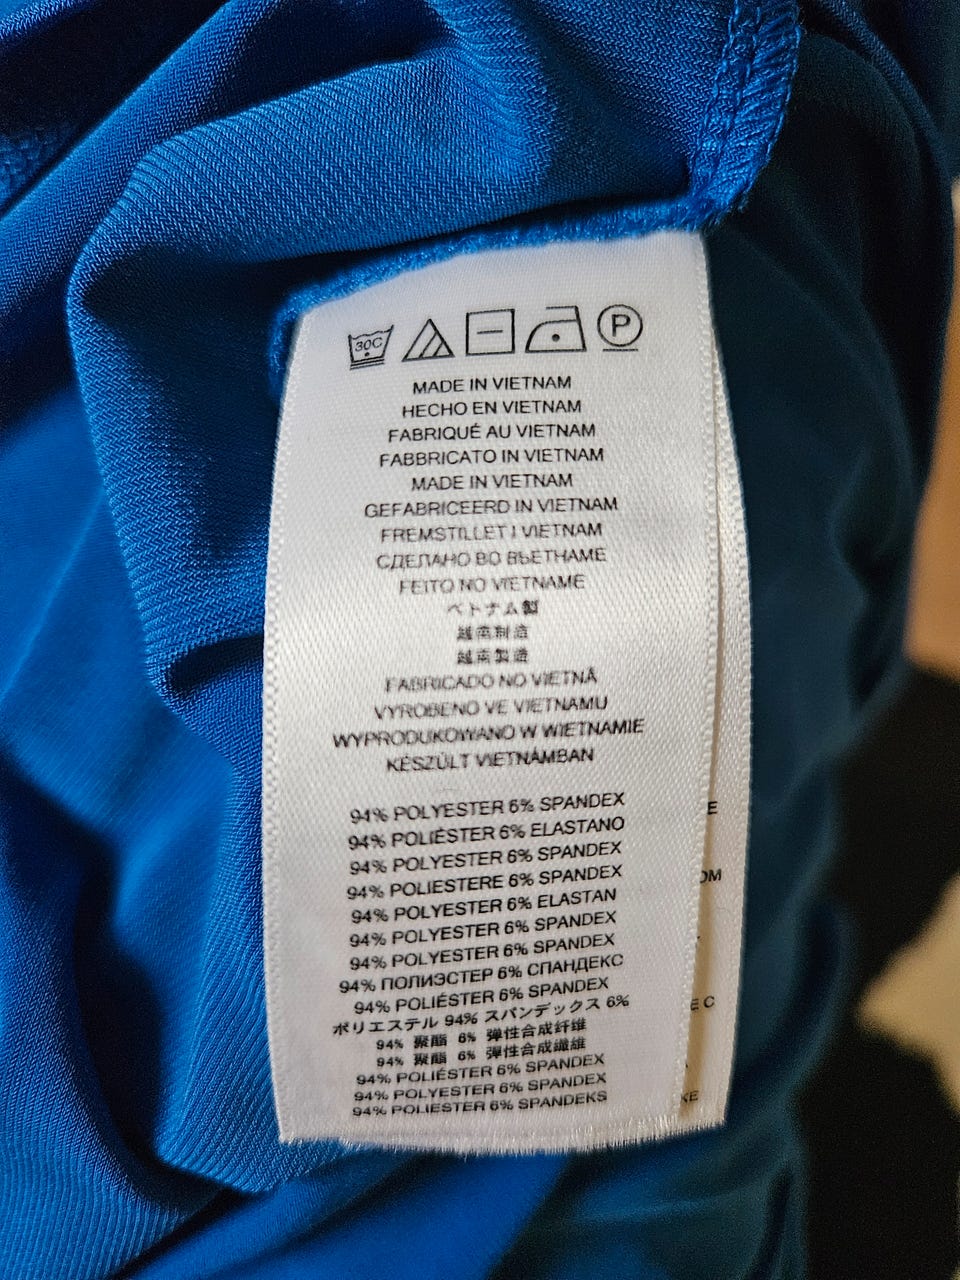 30C
P
MADE IN VIETNAM
HECHO EN VIETNAM
FABRIQUÉ AU VIETNAM
FABBRICATO IN VIETNAM
MADE IN VIETNAM
GEFABRICEERD IN VIETNAM
FREMSTILLET I VIETNAM
СДЕЛАНО ВО ВЬЕТНАМЕ
FEITO NO VIETNAME
ベトナム製
越南制造
越南製造
FABRICADO NO VIETNÃ
VYROBENO VE VIETNAMU
WYPRODUKOWANO W WIETNAMIE
KÉSZÜLT VIETNÁMBAN
94% POLYESTER 6% SPANDEX
94% POLIÉSTER 6% ELASTANO
94% POLYESTER 6% SPANDEX
94% POLIESTERE 6% SPANDEX
94% POLYESTER 6% ELASTAN
94% POLYESTER 6% SPANDEX
94% POLYESTER 6% SPANDEX
94% ПОЛИЭСТЕР 6% СПАНДЕКС
94% POLIÉSTER 6% SPANDEX
ポリエステル 94% スパンデックス 6%
94% 聚酯 6% 弹性合成纤维
94% 聚酯 6% 弹性合成纖維
94% POLIÉSTER 6% SPANDEX
94% POLYESTER 6% SPANDEX
94% POLIESTER 6% SPANDEKS
E
OM
E C
KE